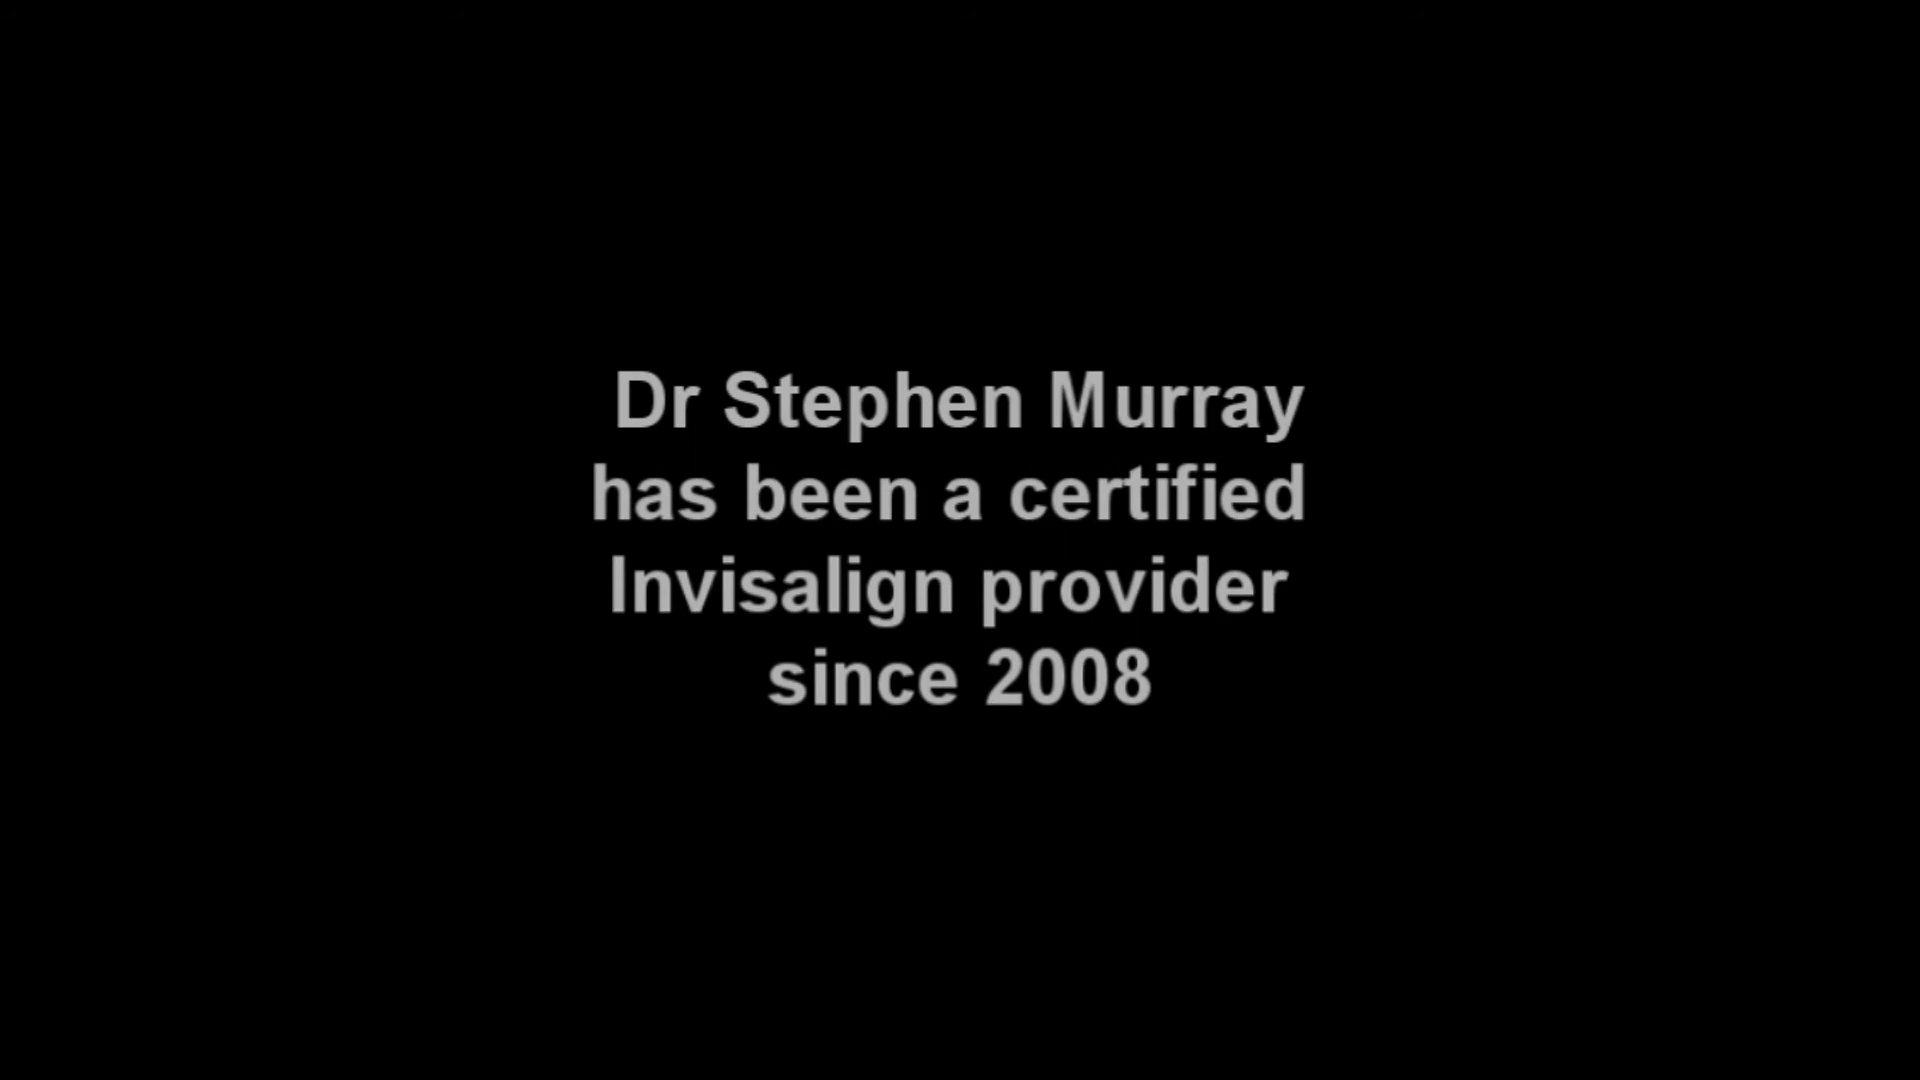 Dr Stephen Murray
has been a certified
Invisalign provider
since 2008